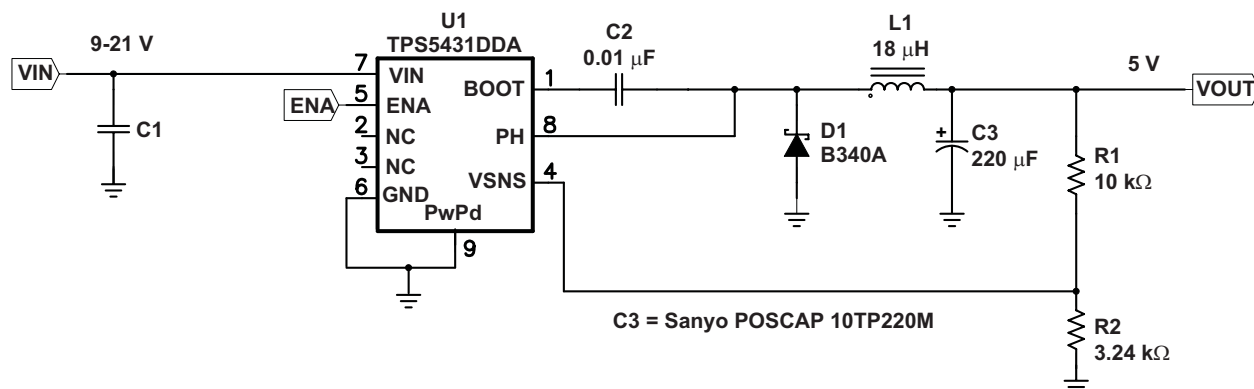 U1
TPS5431DDA
9-21 V
VIN
C1
ENA
7
5
2
3
6
VIN
ENA
NC
NC
GND
BOOT
PH
VSNS
PwPd
1
8
4
9
C2
0.01 μF
L1
18 μH
5 V
VOUT
D1
B340A
C3
220 μF
+
R1
10 kΩ
C3 = Sanyo POSCAP 10TP220M
R2
3.24 kΩ